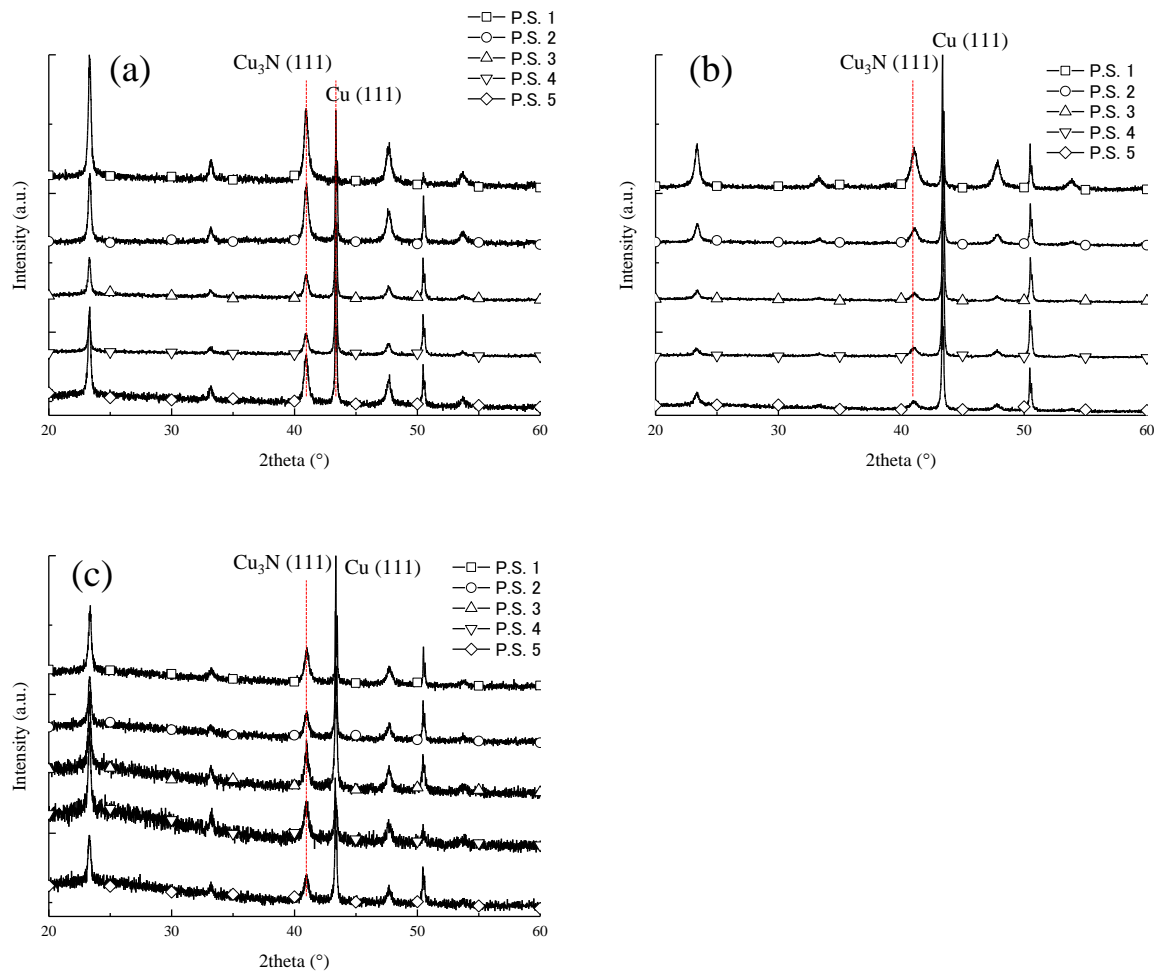 (a)
Cu₃N (111)
Cu (111)
P.S. 1
P.S. 2
P.S. 3
P.S. 4
P.S. 5
Intensity (a.u.)
20 30 40 50 60
2theta (°)
(b)
Cu₃N (111)
Cu (111)
P.S. 1
P.S. 2
P.S. 3
P.S. 4
P.S. 5
Intensity (a.u.)
20 30 40 50 60
2theta (°)
(c)
Cu₃N (111)
Cu (111)
P.S. 1
P.S. 2
P.S. 3
P.S. 4
P.S. 5
Intensity (a.u.)
20 30 40 50 60
2theta (°)